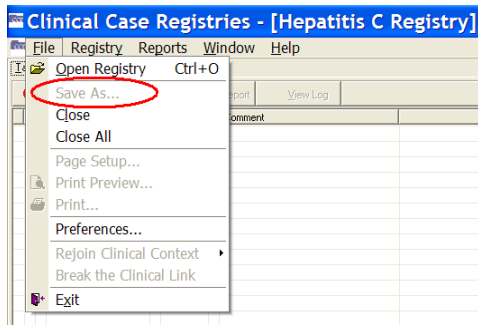 Clinical Case Registries - [Hepatitis C Registry]
File Registry Reports Window Help
Open Registry Ctrl+O
Save As...
eport View Log
Close
Comment
Close All
Page Setup...
Print Preview...
Print...
Preferences...
Rejoin Clinical Context
Break the Clinical Link
Exit